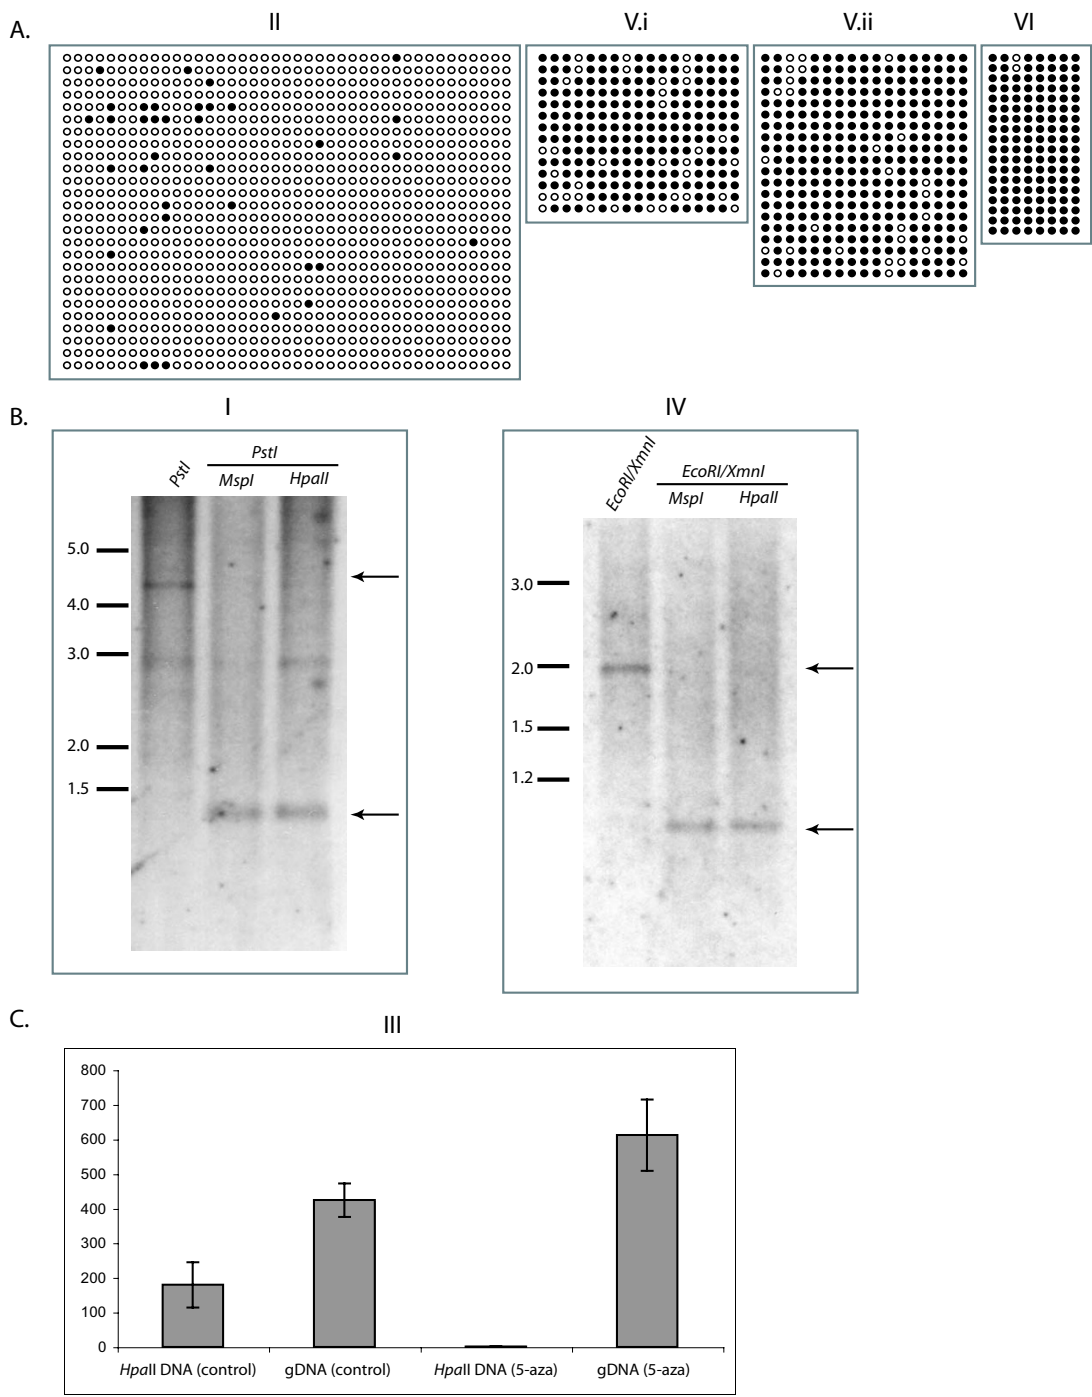 A.
II
V.i
V.ii
VI
B.
I
IV
PstI
PstI
MspI
HpaII
5.0
4.0
3.0
2.0
1.5
EcoRI/XmnI
EcoRI/XmnI
MspI
HpaII
3.0
2.0
1.5
1.2
C.
III
800
700
600
500
400
300
200
100
0
HpaII DNA (control)
gDNA (control)
HpaII DNA (5-aza)
gDNA (5-aza)